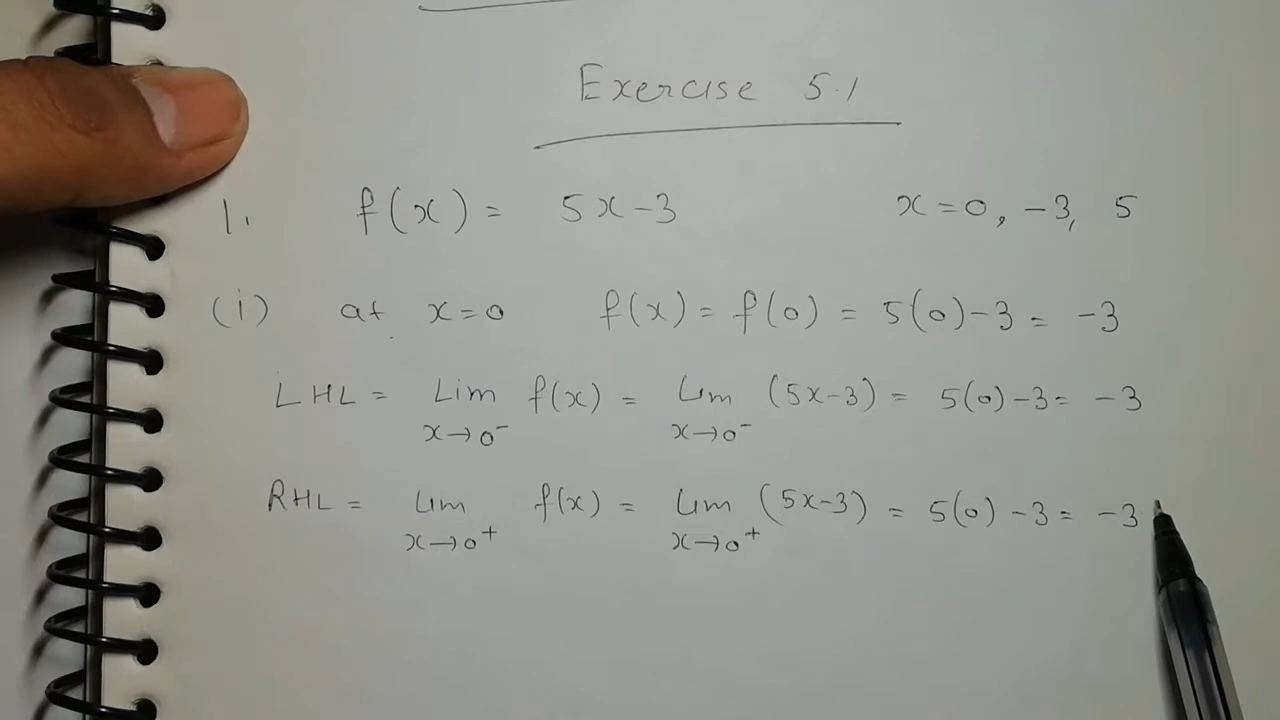 Exercise 5.1
1. f(x) = 5x-3 x=0, -3, 5
(i) at x=0 f(x) = f(0) = 5(0)-3 = -3
LHL = Lim x→0⁻ f(x) = Lim x→0⁻ (5x-3) = 5(0)-3 = -3
RHL = Lim x→0⁺ f(x) = Lim x→0⁺ (5x-3) = 5(0)-3 = -3